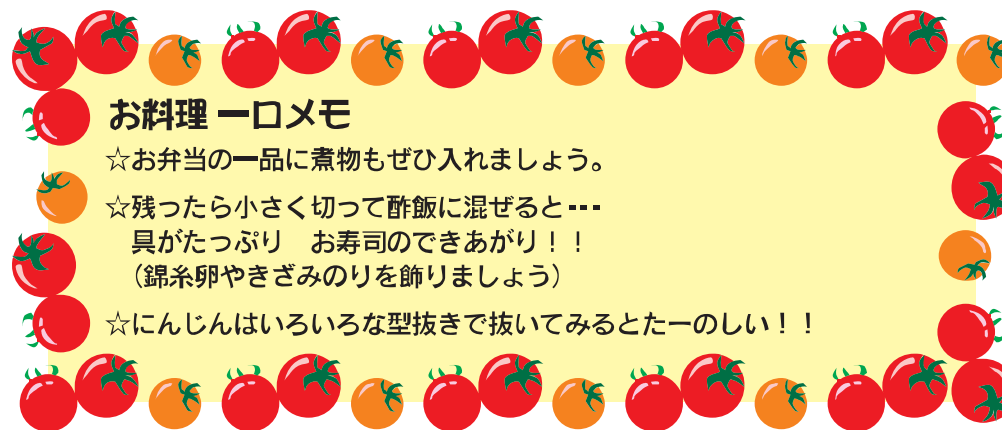 お料理 一口メモ
☆お弁当の一品に煮物もぜひ入れましょう。
☆残ったら小さく切って酢飯に混ぜると---
具がたっぷり　お寿司のできあがり！！
（錦糸卵やきざみのりを飾りましょう）
☆にんじんはいろいろな型抜きで抜いてみるとたーのしい！！